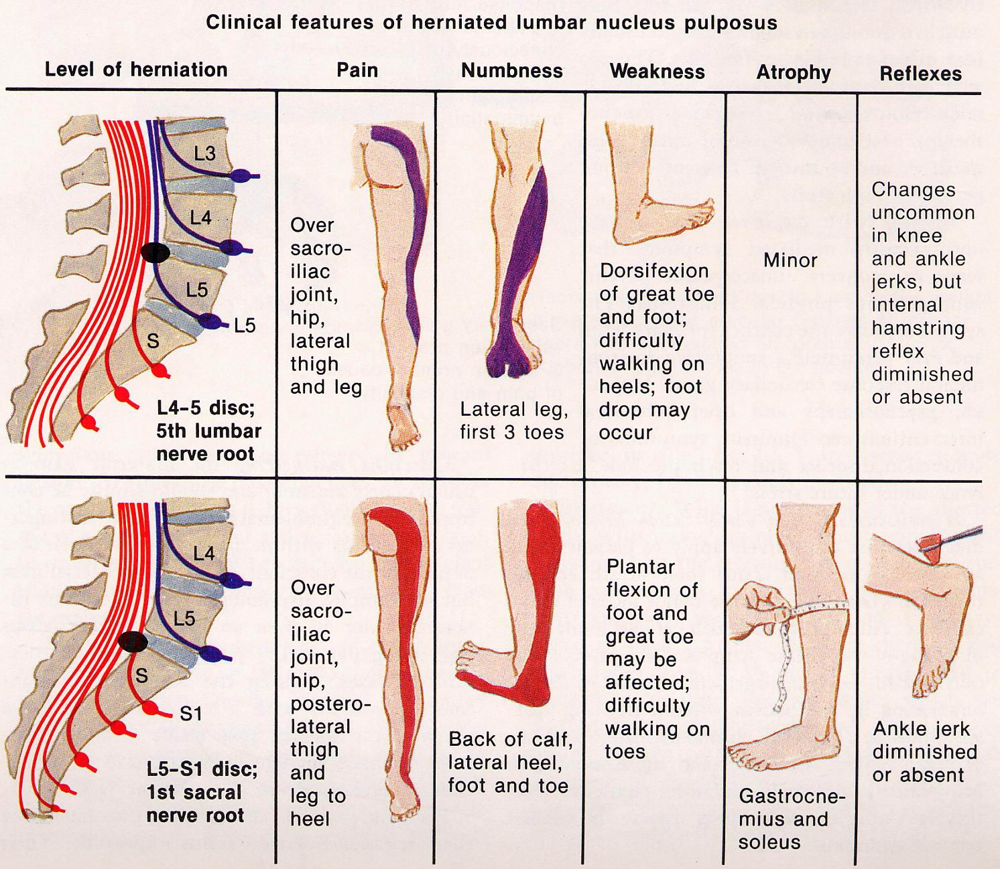 Clinical features of herniated lumbar nucleus pulposus
Level of herniation
Pain
Numbness
Weakness
Atrophy
Reflexes
L3
L4
L5
L5
S
L4-5 disc;
5th lumbar
nerve root
Over
sacro-
iliac
joint,
hip,
lateral
thigh
and leg
Lateral leg,
first 3 toes
Dorsifexion
of great toe
and foot;
difficulty
walking on
heels; foot
drop may
occur
Minor
Changes
uncommon
in knee
and ankle
jerks, but
internal
hamstring
reflex
diminished
or absent
L4
L5
S
S1
L5-S1 disc;
1st sacral
nerve root
Over
sacro-
iliac
joint,
hip,
postero-
lateral
thigh
and
leg to
heel
Back of calf,
lateral heel,
foot and toe
Plantar
flexion of
foot and
great toe
may be
affected;
difficulty
walking on
toes
Gastrocne-
mius and
soleus
Ankle jerk
diminished
or absent